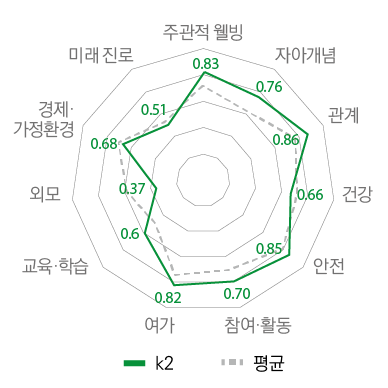 주관적 웰빙
미래 진로
자아개념
0.83
0.76
0.51
경제·
가정환경
관계
0.86
0.68
외모
0.37
0.66
건강
0.6
0.85
교육·학습
안전
0.82
0.70
여가
참여·활동
k2
평균